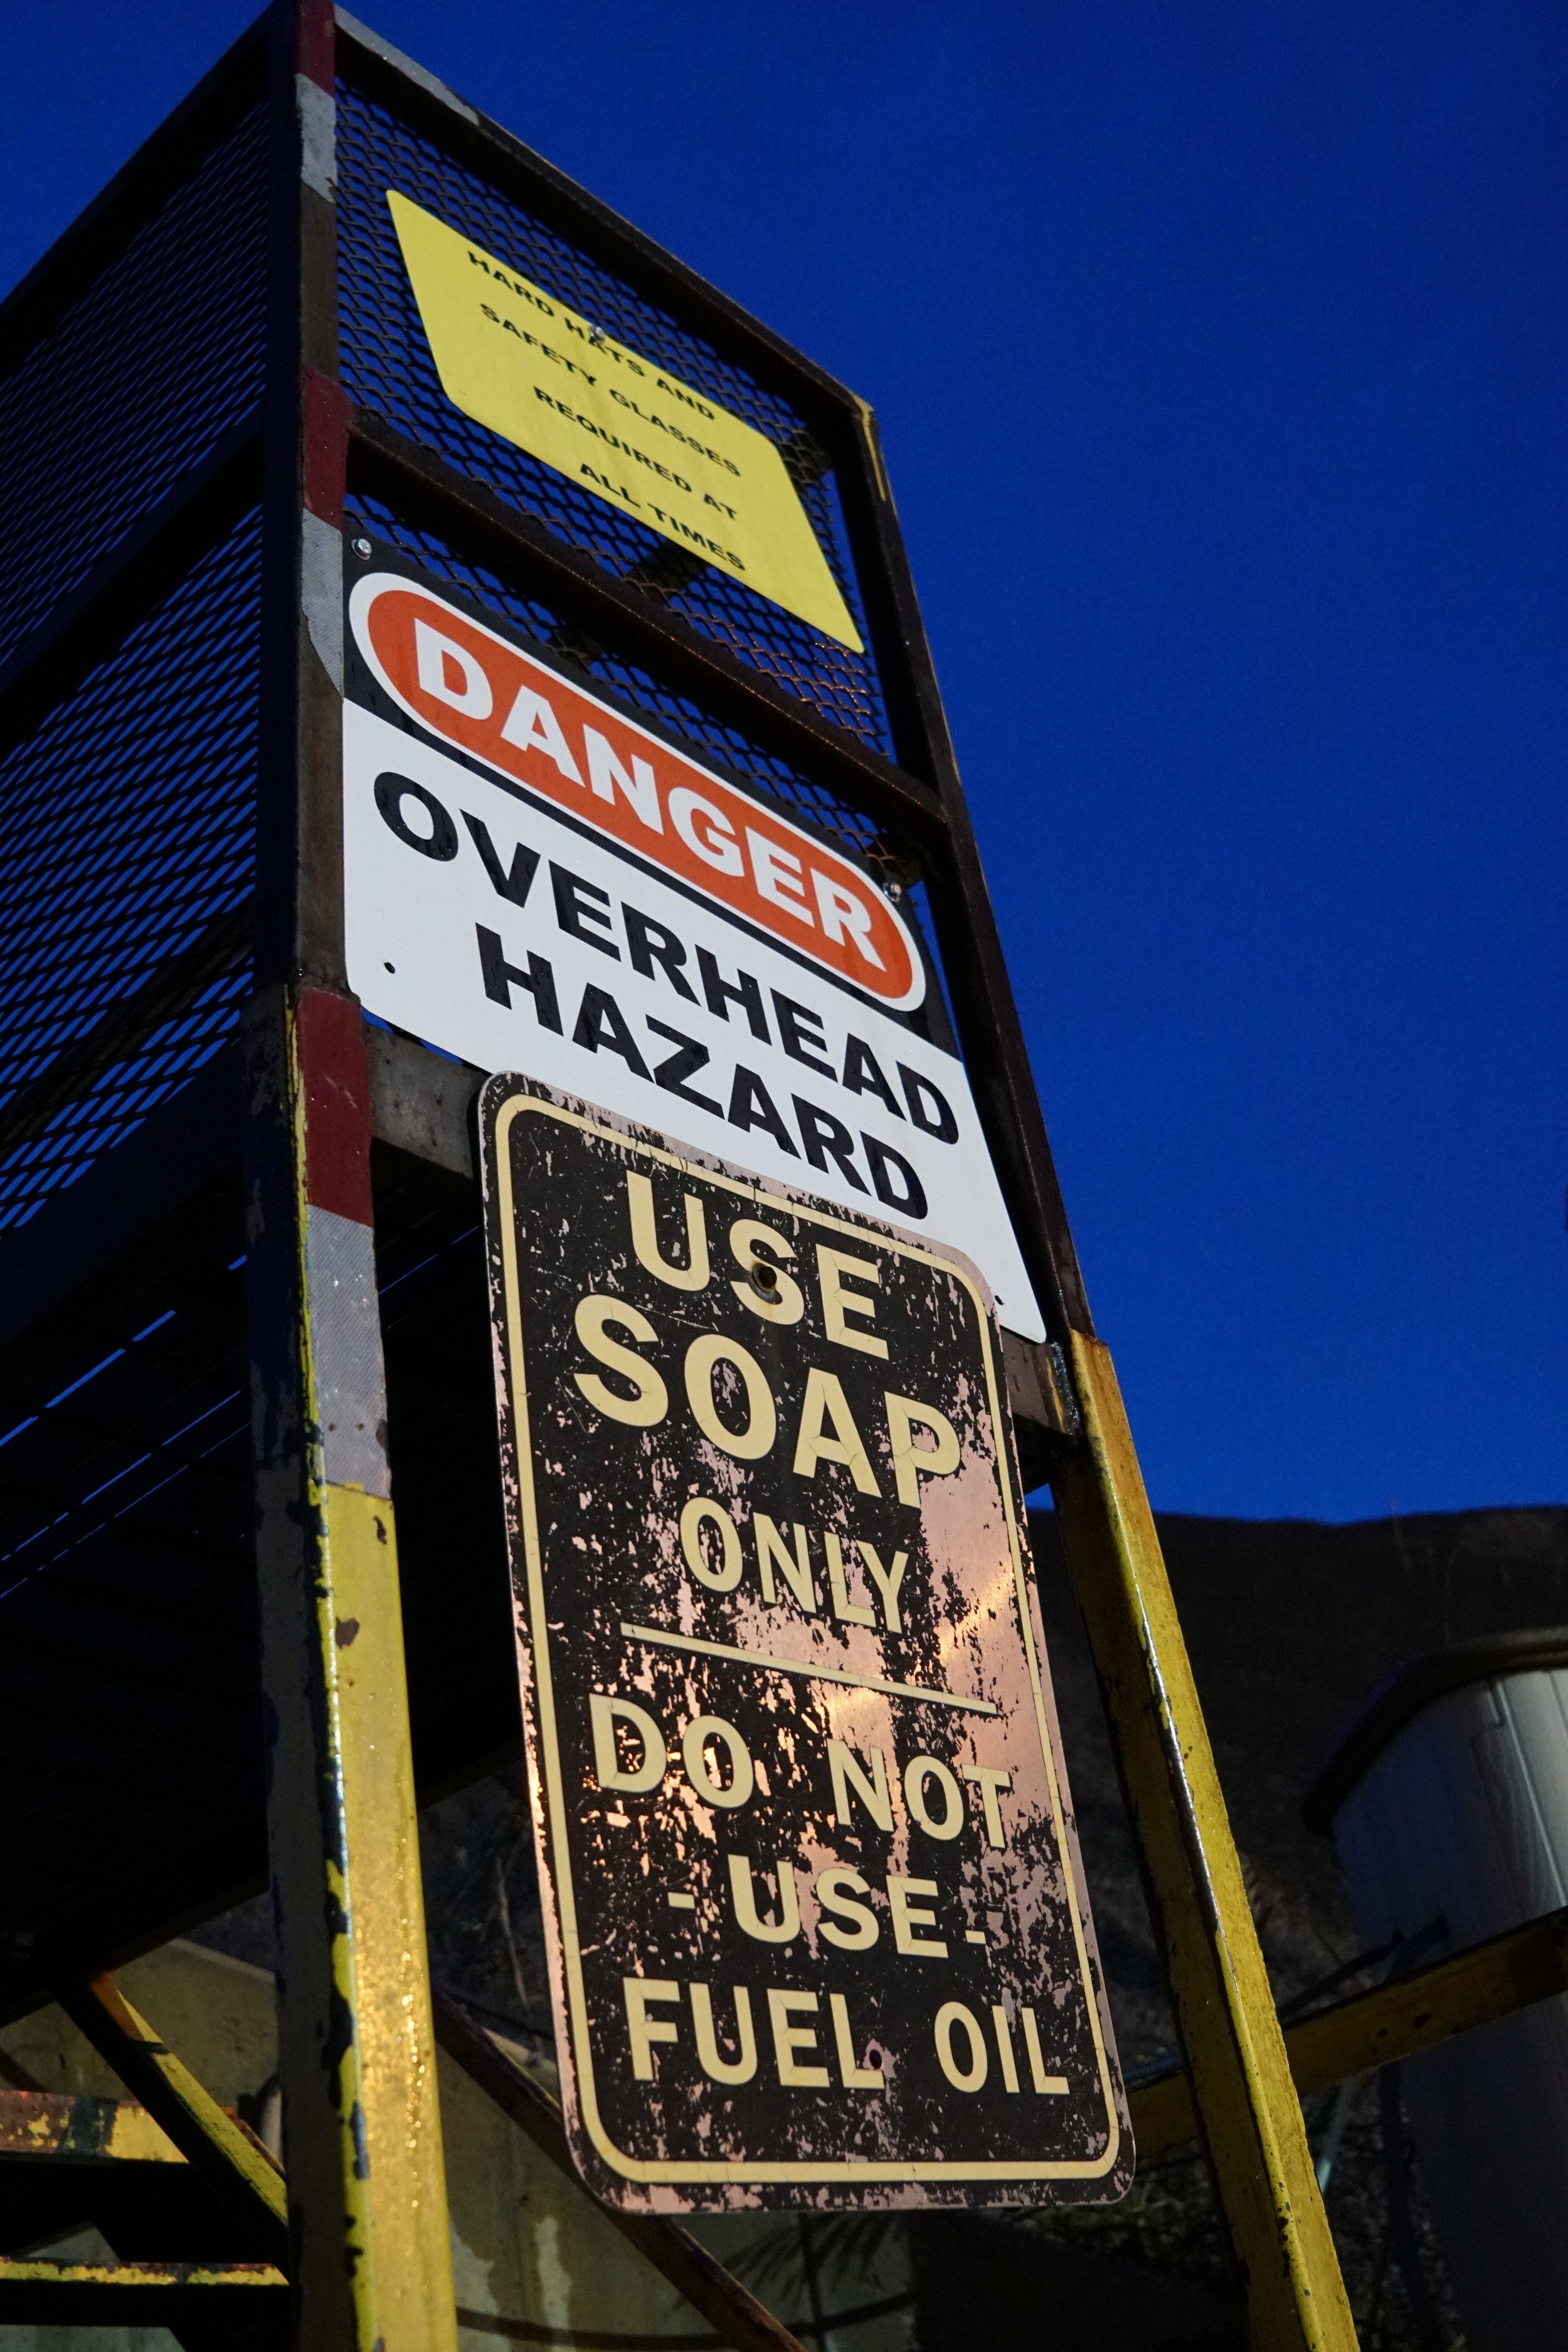 HARD HATS AND
SAFETY GLASSES
REQUIRED AT
ALL TIMES
DANGER
OVERHEAD
HAZARD
USE
SOAP
ONLY
DO NOT
- USE -
FUEL OIL